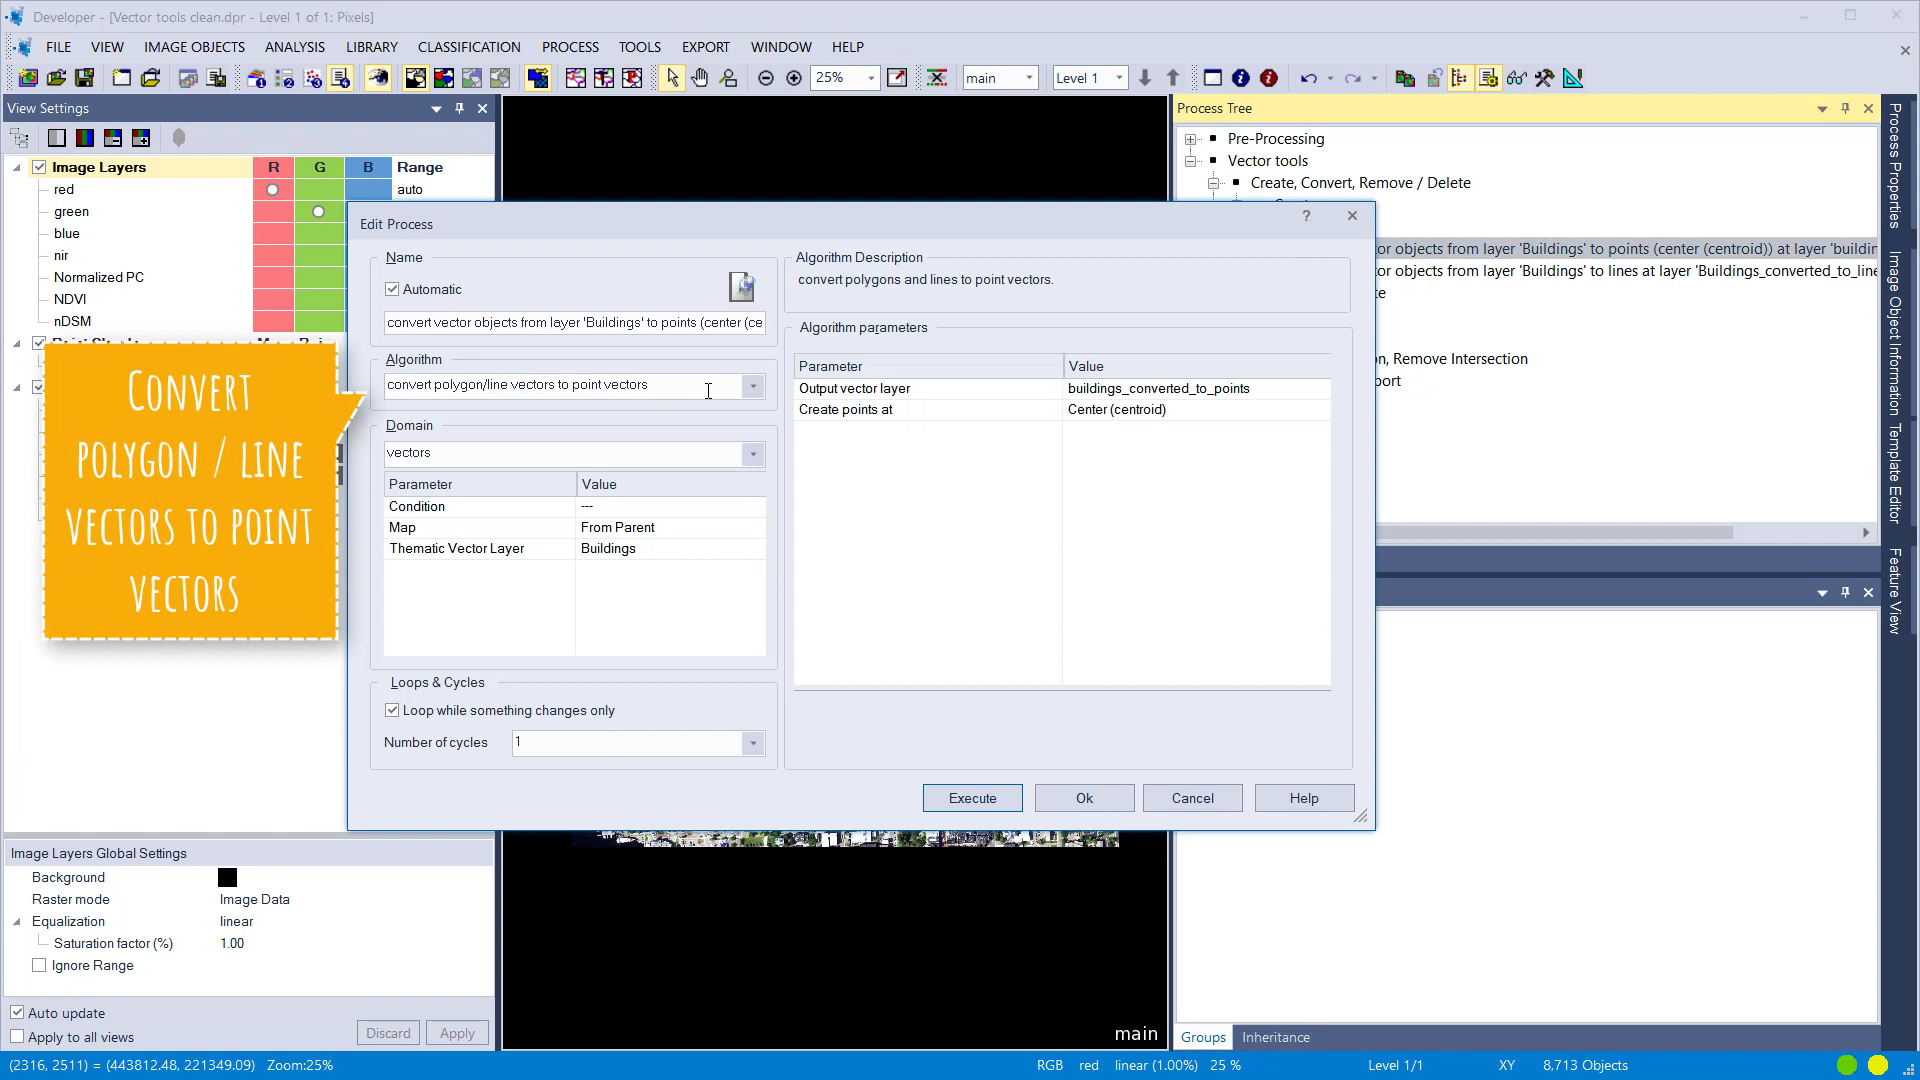 Developer - [Vector tools clean.dpr - Level 1 of 1: Pixels]
FILE VIEW IMAGE OBJECTS ANALYSIS LIBRARY CLASSIFICATION PROCESS TOOLS EXPORT WINDOW HELP
25% main Level 1
View Settings
Image Layers R G B Range
red auto
green
blue
nir
Normalized PC
NDVI
nDSM
CONVERT
POLYGON / LINE
VECTORS TO POINT
VECTORS
Image Layers Global Settings
Background
Raster mode Image Data
Equalization linear
Saturation factor (%) 1.00
Ignore Range
Auto update
Apply to all views
Discard Apply
Edit Process
Name
Automatic
convert vector objects from layer 'Buildings' to points (center (ce
Algorithm
convert polygon/line vectors to point vectors
Domain
vectors
Parameter Value
Condition ---
Map From Parent
Thematic Vector Layer Buildings
Loops & Cycles
Loop while something changes only
Number of cycles 1
Algorithm Description
convert polygons and lines to point vectors.
Algorithm parameters
Parameter Value
Output vector layer buildings_converted_to_points
Create points at Center (centroid)
Execute Ok Cancel Help
main
Process Tree
Pre-Processing
Vector tools
Create, Convert, Remove / Delete
or objects from layer 'Buildings' to points (center (centroid)) at layer 'buildin
or objects from layer 'Buildings' to lines at layer 'Buildings_converted_to_line
te
n, Remove Intersection
port
Groups Inheritance
Process Properties
Image Object Information
Template Editor
Feature View
(2316, 2511) = (443812.48, 221349.09) Zoom:25%
RGB red linear (1.00%) 25 % Level 1/1 XY 8,713 Objects